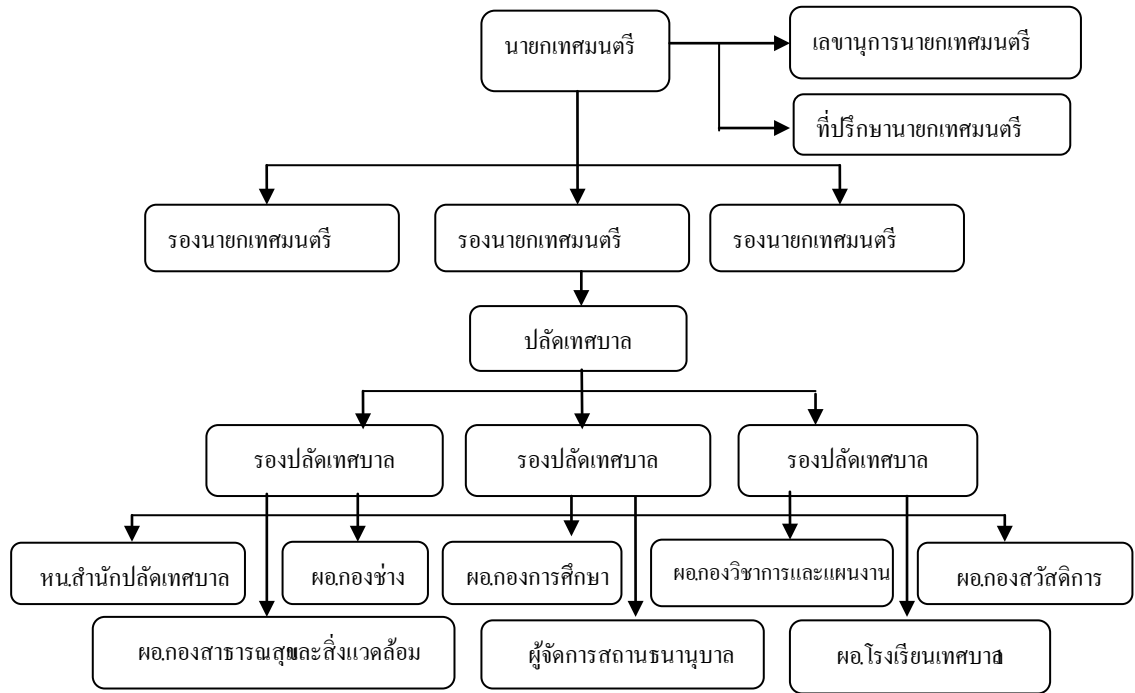 นายกเทศมนตรี
เลขานุการนายกเทศมนตรี
ที่ปรึกษานายกเทศมนตรี
รองนายกเทศมนตรี
รองนายกเทศมนตรี
รองนายกเทศมนตรี
ปลัดเทศบาล
รองปลัดเทศบาล
รองปลัดเทศบาล
รองปลัดเทศบาล
หน.สำนักปลัดเทศบาล
ผอ.กองช่าง
ผอ.กองการศึกษา
ผอ.กองวิชาการและแผนงาน
ผอ.กองสวัสดิการ
ผอ.กองสาธารณสุขและสิ่งแวดล้อม
ผู้จัดการสถานธนานุบาล
ผอ.โรงเรียนเทศบาล